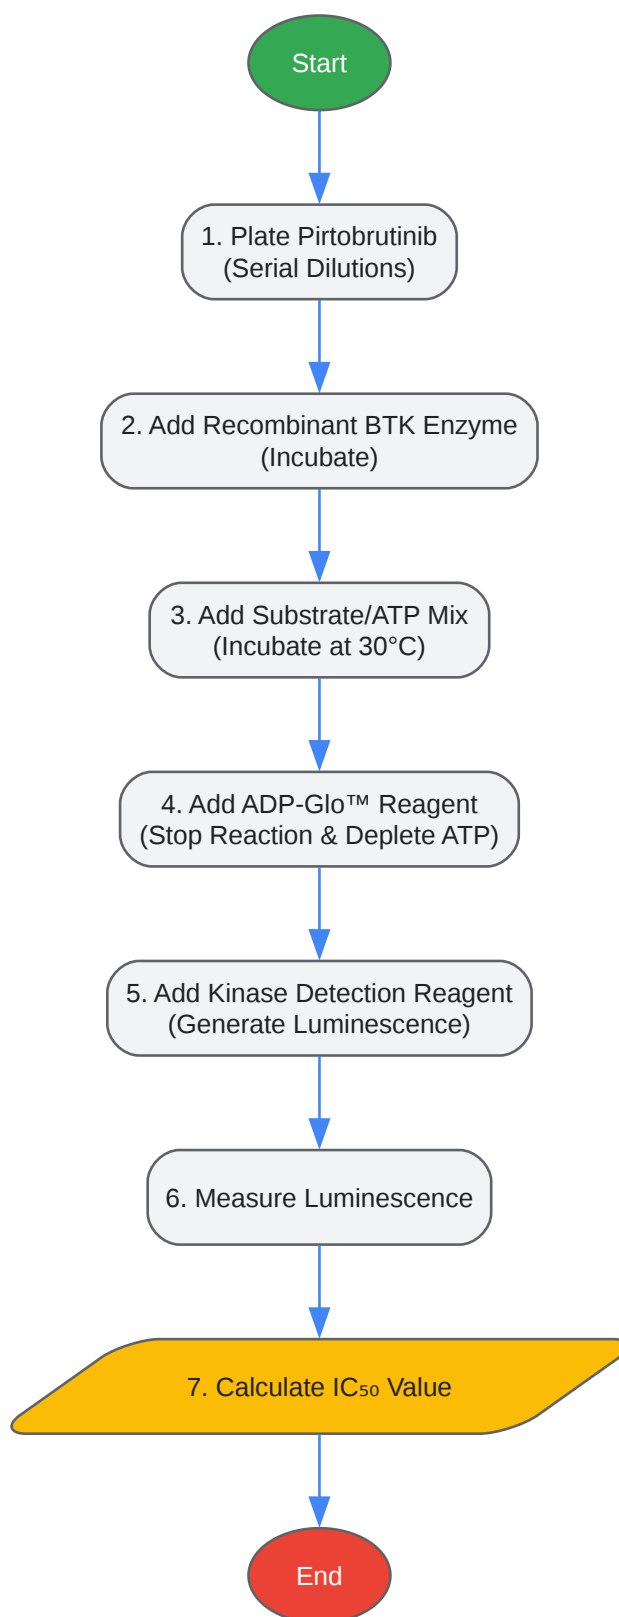 Start
1. Plate Pirtobrutinib
(Serial Dilutions)
2. Add Recombinant BTK Enzyme
(Incubate)
3. Add Substrate/ATP Mix
(Incubate at 30°C)
4. Add ADP-Glo™ Reagent
(Stop Reaction & Deplete ATP)
5. Add Kinase Detection Reagent
(Generate Luminescence)
6. Measure Luminescence
7. Calculate IC₅₀ Value
End